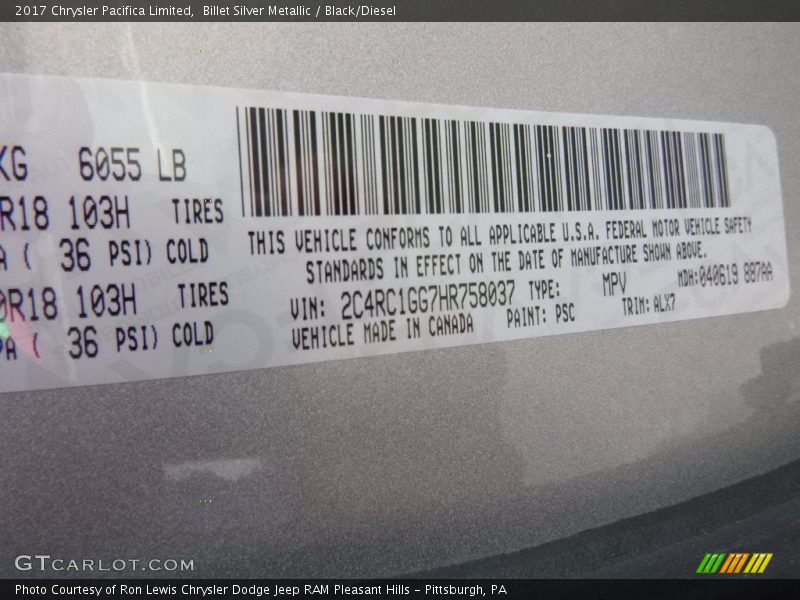 2017 Chrysler Pacifica Limited,  Billet Silver Metallic / Black/Diesel
KG 6055 LB
R18 103H TIRES
A ( 36 PSI) COLD
0R18 103H TIRES
PA ( 36 PSI) COLD
THIS VEHICLE CONFORMS TO ALL APPLICABLE U.S.A. FEDERAL MOTOR VEHICLE SAFETY
STANDARDS IN EFFECT ON THE DATE OF MANUFACTURE SHOWN ABOVE.
VIN: 2C4RC1GG7HR758037 TYPE: MPV MDH:040619 887AA
VEHICLE MADE IN CANADA PAINT: PSC TRIM: ALX7
GTCARLOT.COM
Photo Courtesy of Ron Lewis Chrysler Dodge Jeep RAM Pleasant Hills - Pittsburgh, PA